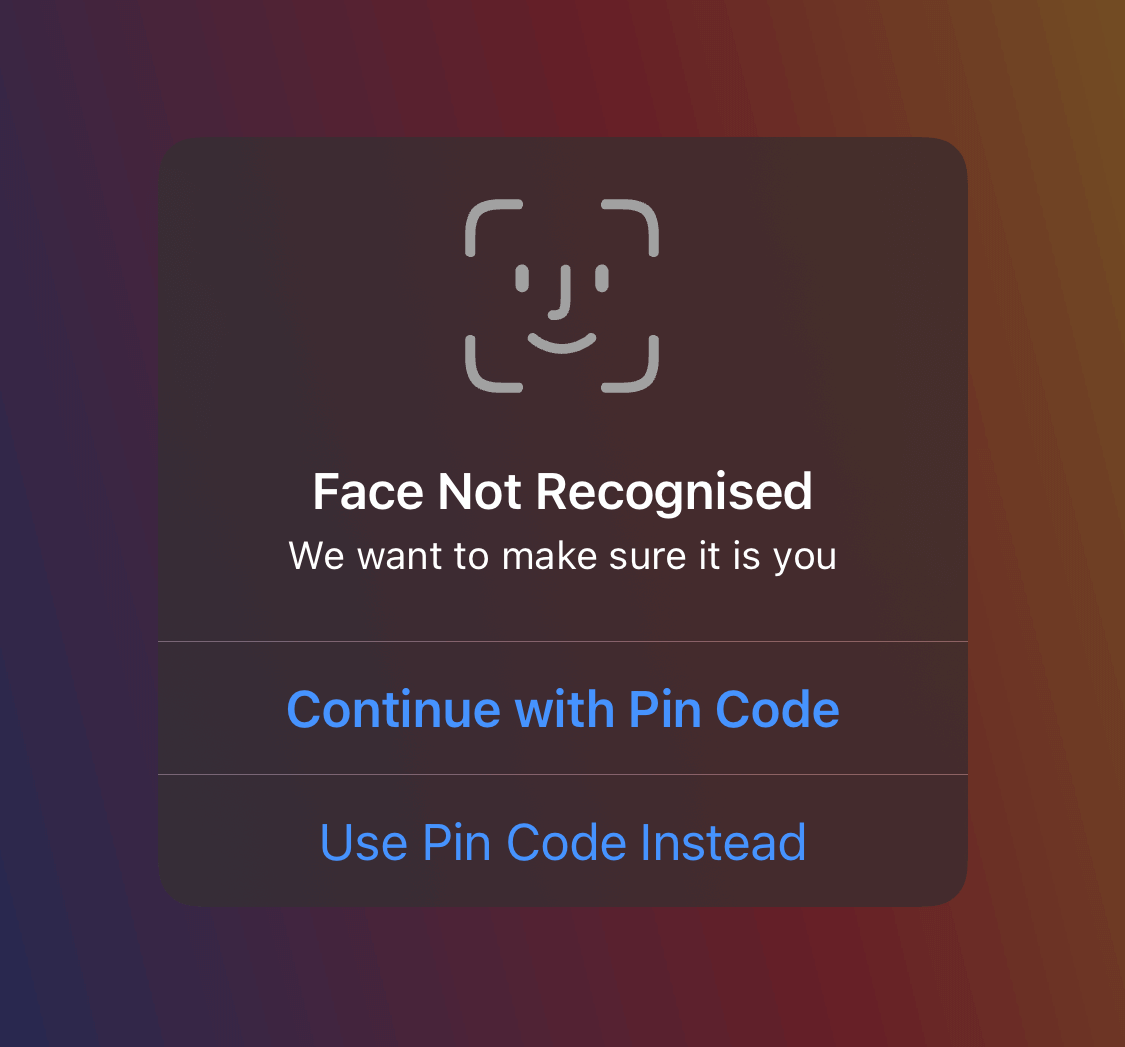 Face Not Recognised
We want to make sure it is you
Continue with Pin Code
Use Pin Code Instead